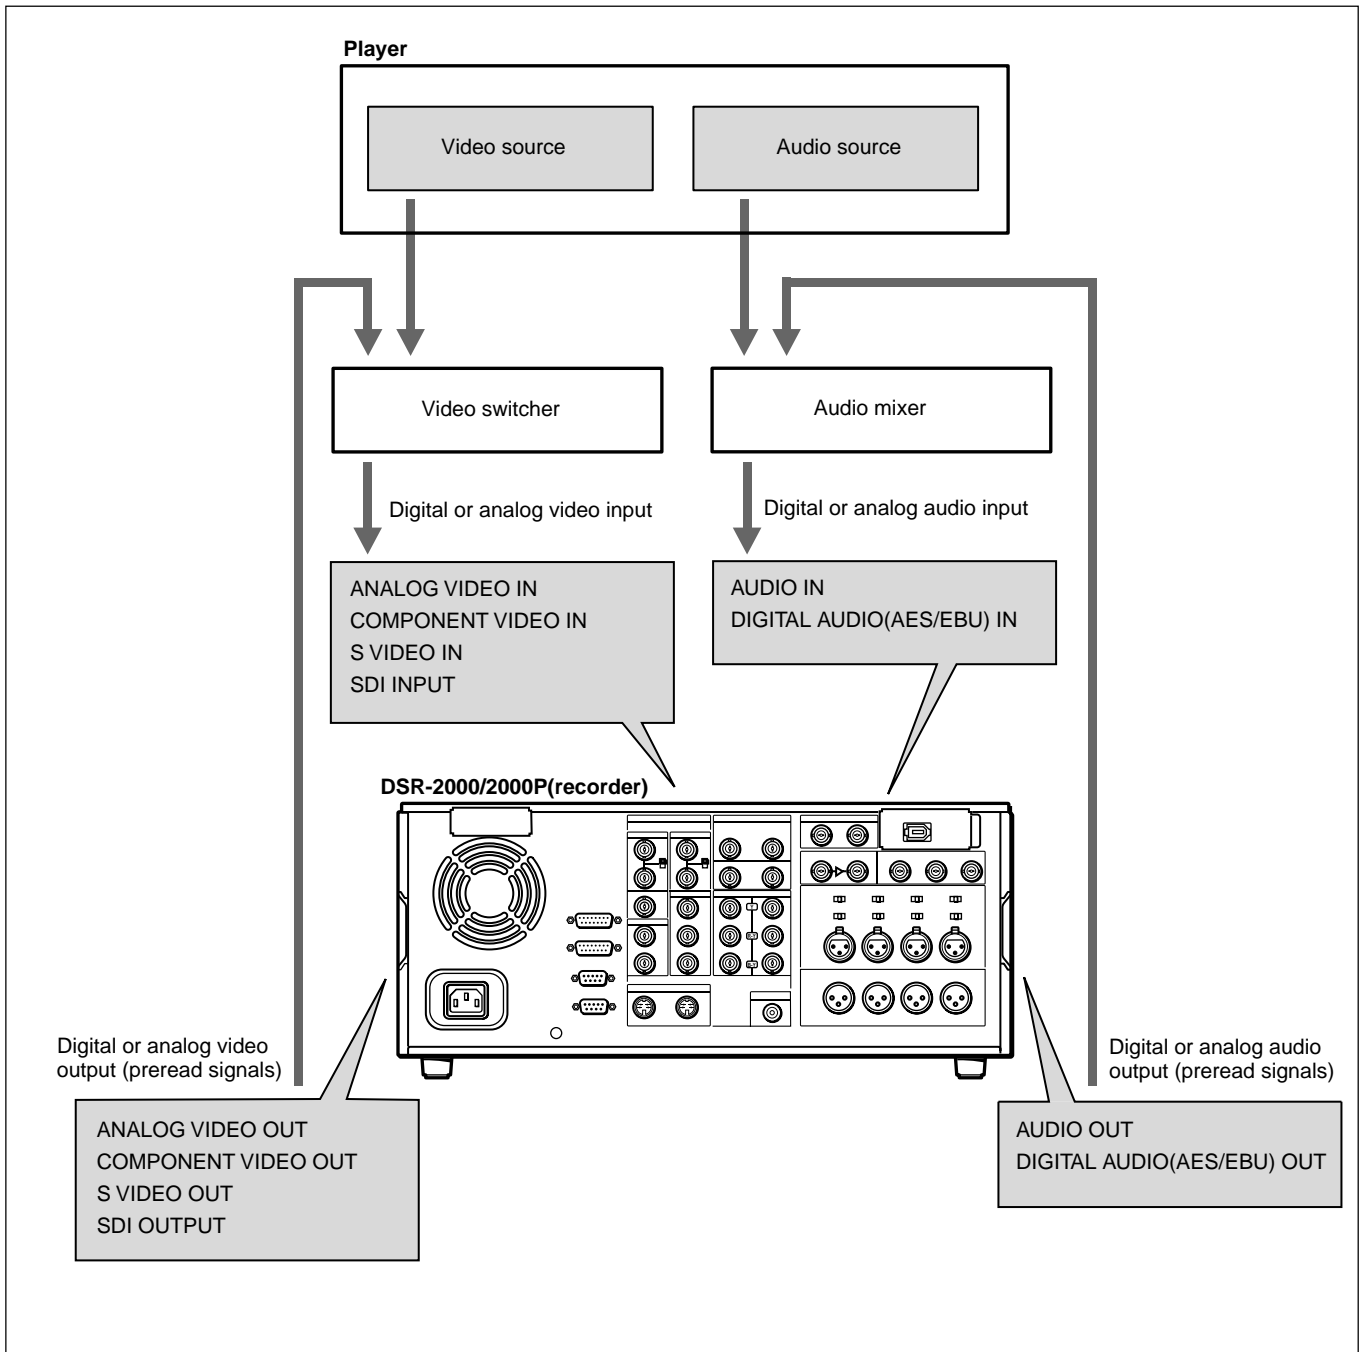 Player
Video source
Audio source
Video switcher
Audio mixer
Digital or analog video input
Digital or analog audio input
ANALOG VIDEO IN
COMPONENT VIDEO IN
S VIDEO IN
SDI INPUT
AUDIO IN
DIGITAL AUDIO(AES/EBU) IN
DSR-2000/2000P(recorder)
Digital or analog video
output (preread signals)
Digital or analog audio
output (preread signals)
ANALOG VIDEO OUT
COMPONENT VIDEO OUT
S VIDEO OUT
SDI OUTPUT
AUDIO OUT
DIGITAL AUDIO(AES/EBU) OUT